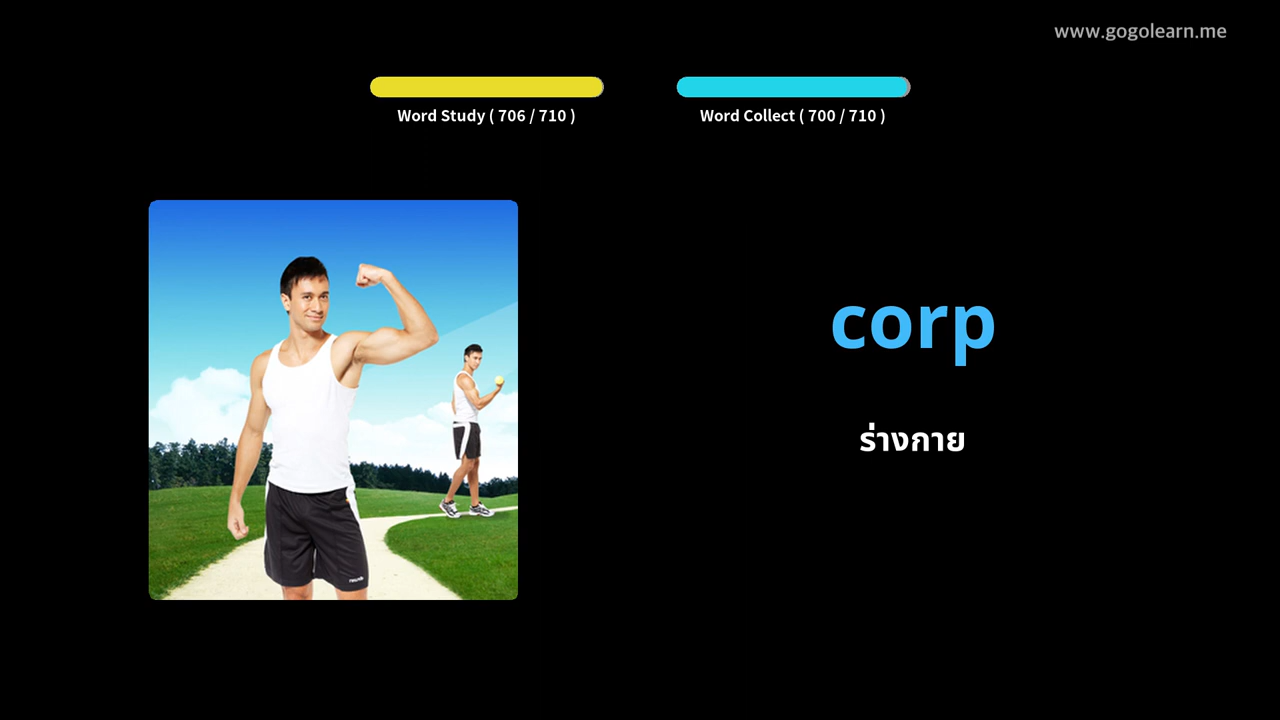 www.gogolearn.me
Word Study ( 706 / 710 )
Word Collect ( 700 / 710 )
corp
ร่างกาย